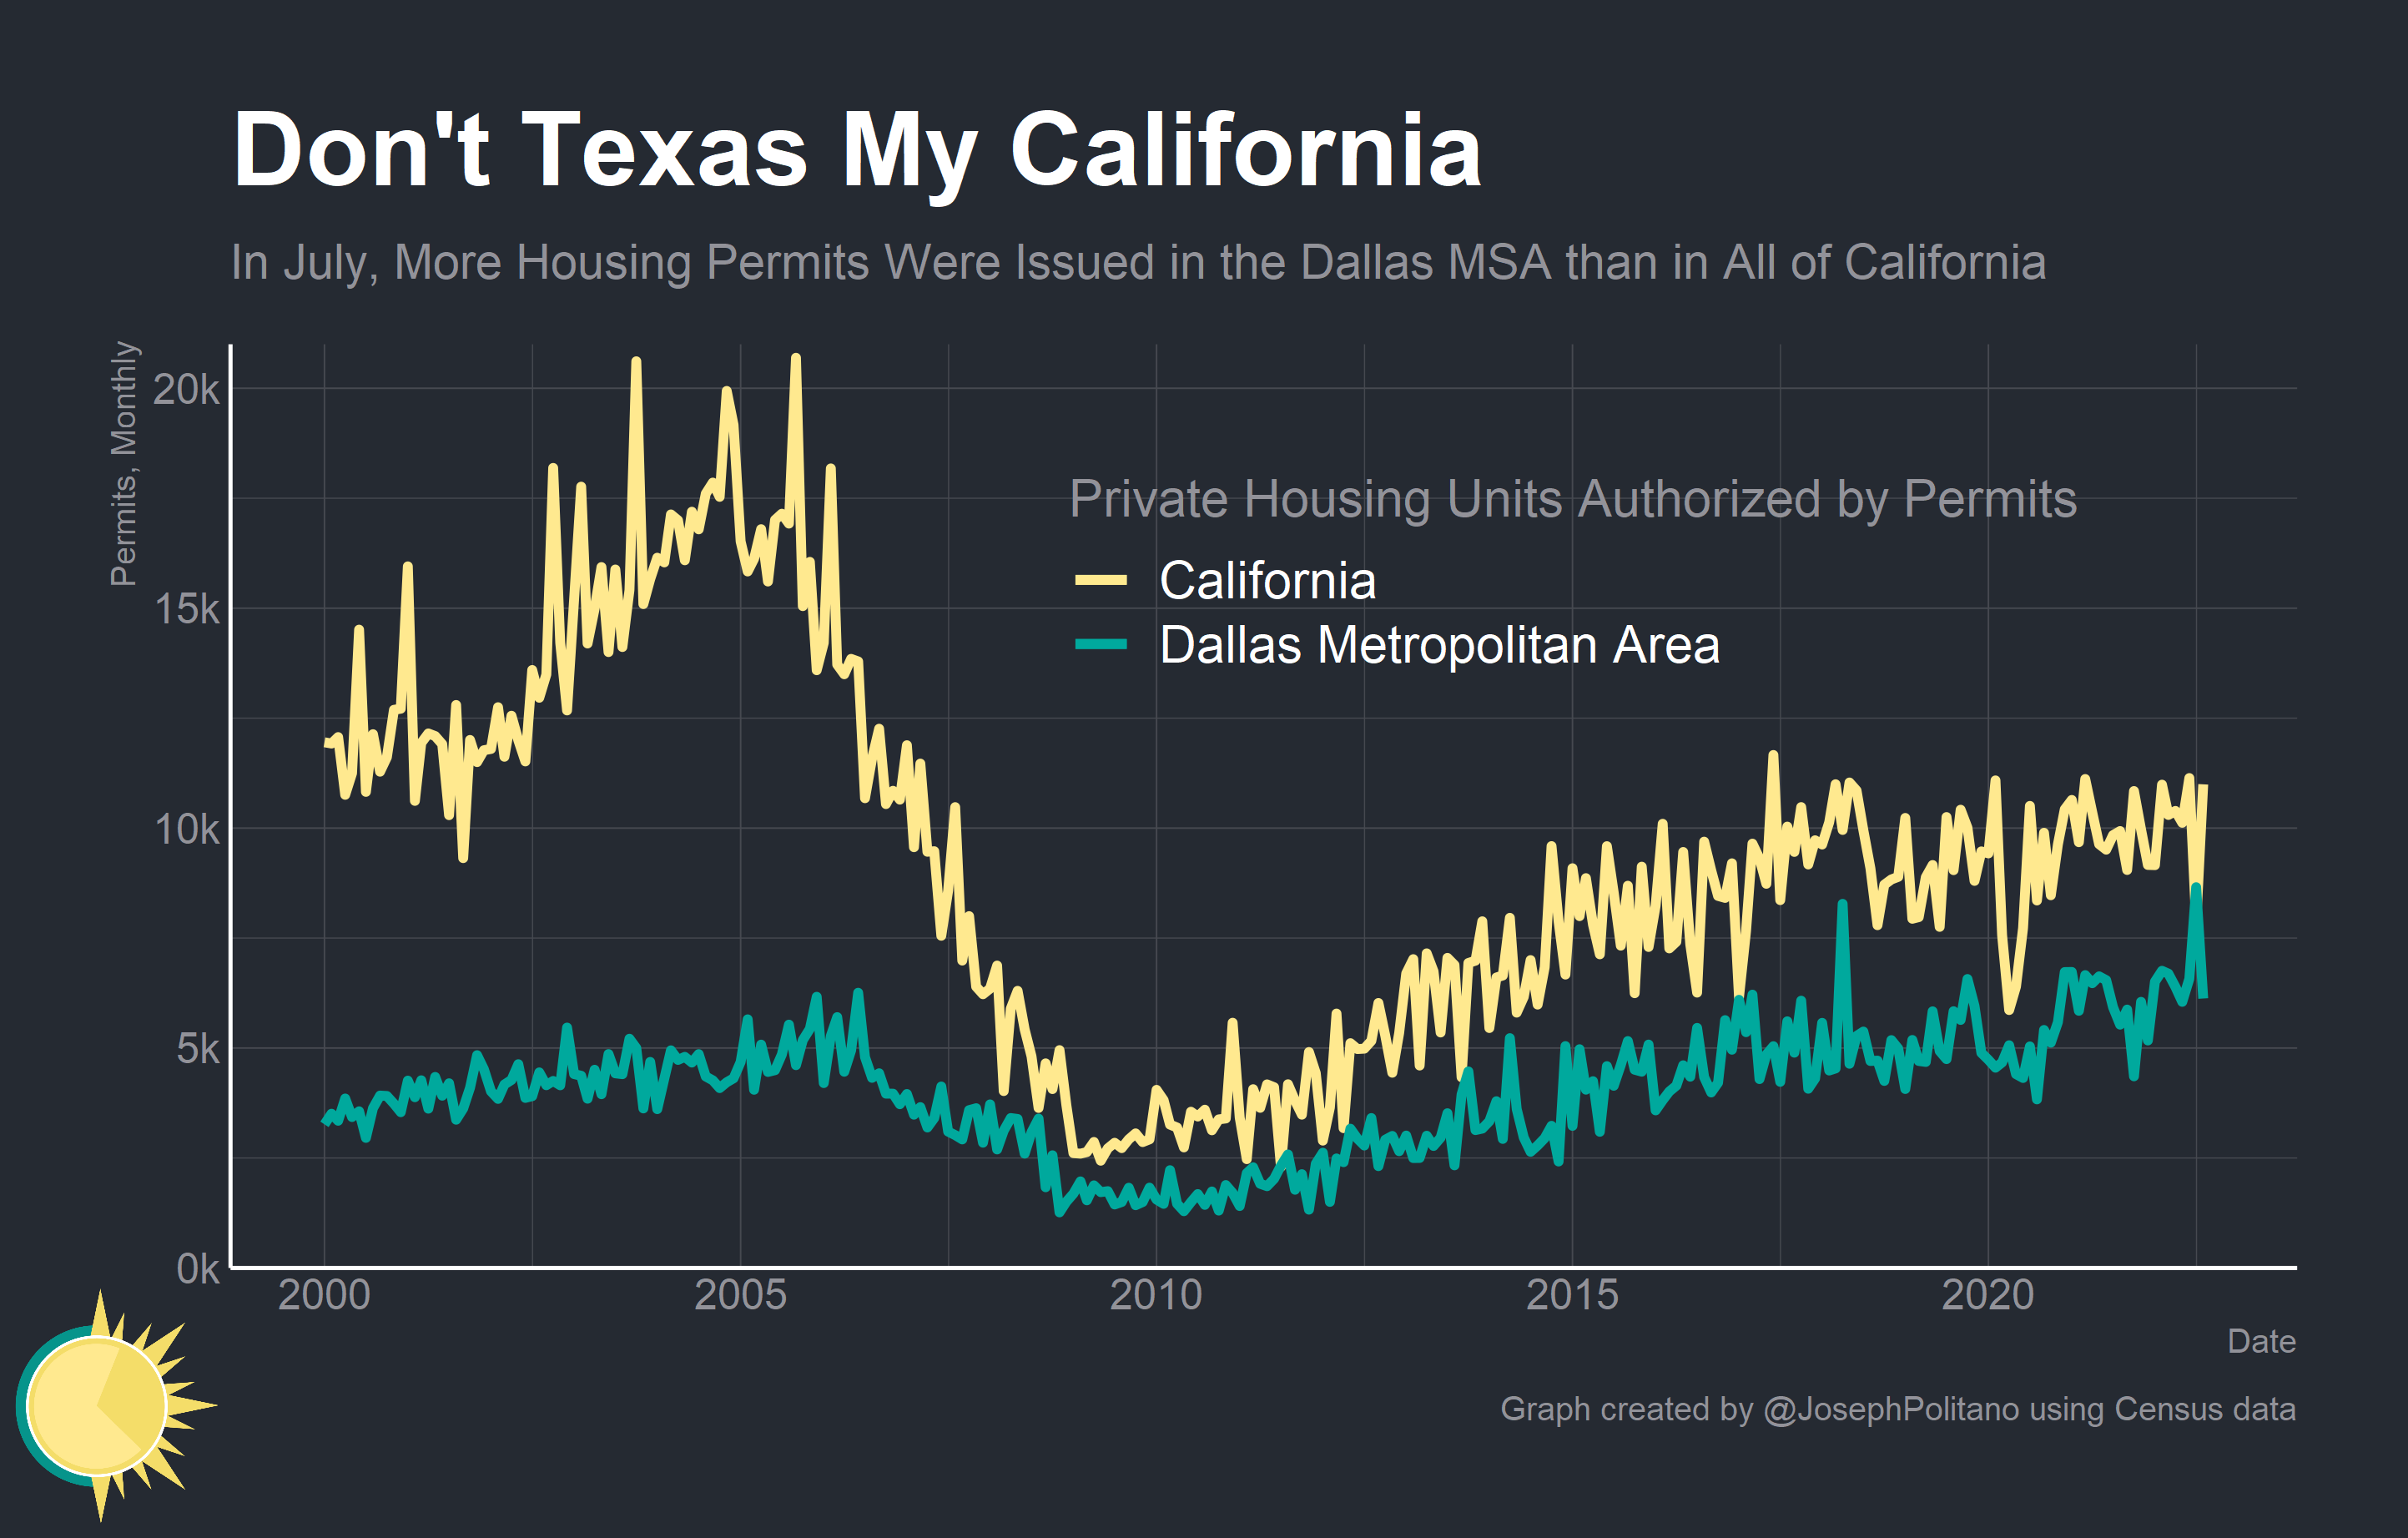 Don't Texas My California
In July, More Housing Permits Were Issued in the Dallas MSA than in All of California
Permits, Monthly
20k
15k
10k
5k
0k
Private Housing Units Authorized by Permits
California
Dallas Metropolitan Area
2000 2005 2010 2015 2020
Date
Graph created by @JosephPolitano using Census data